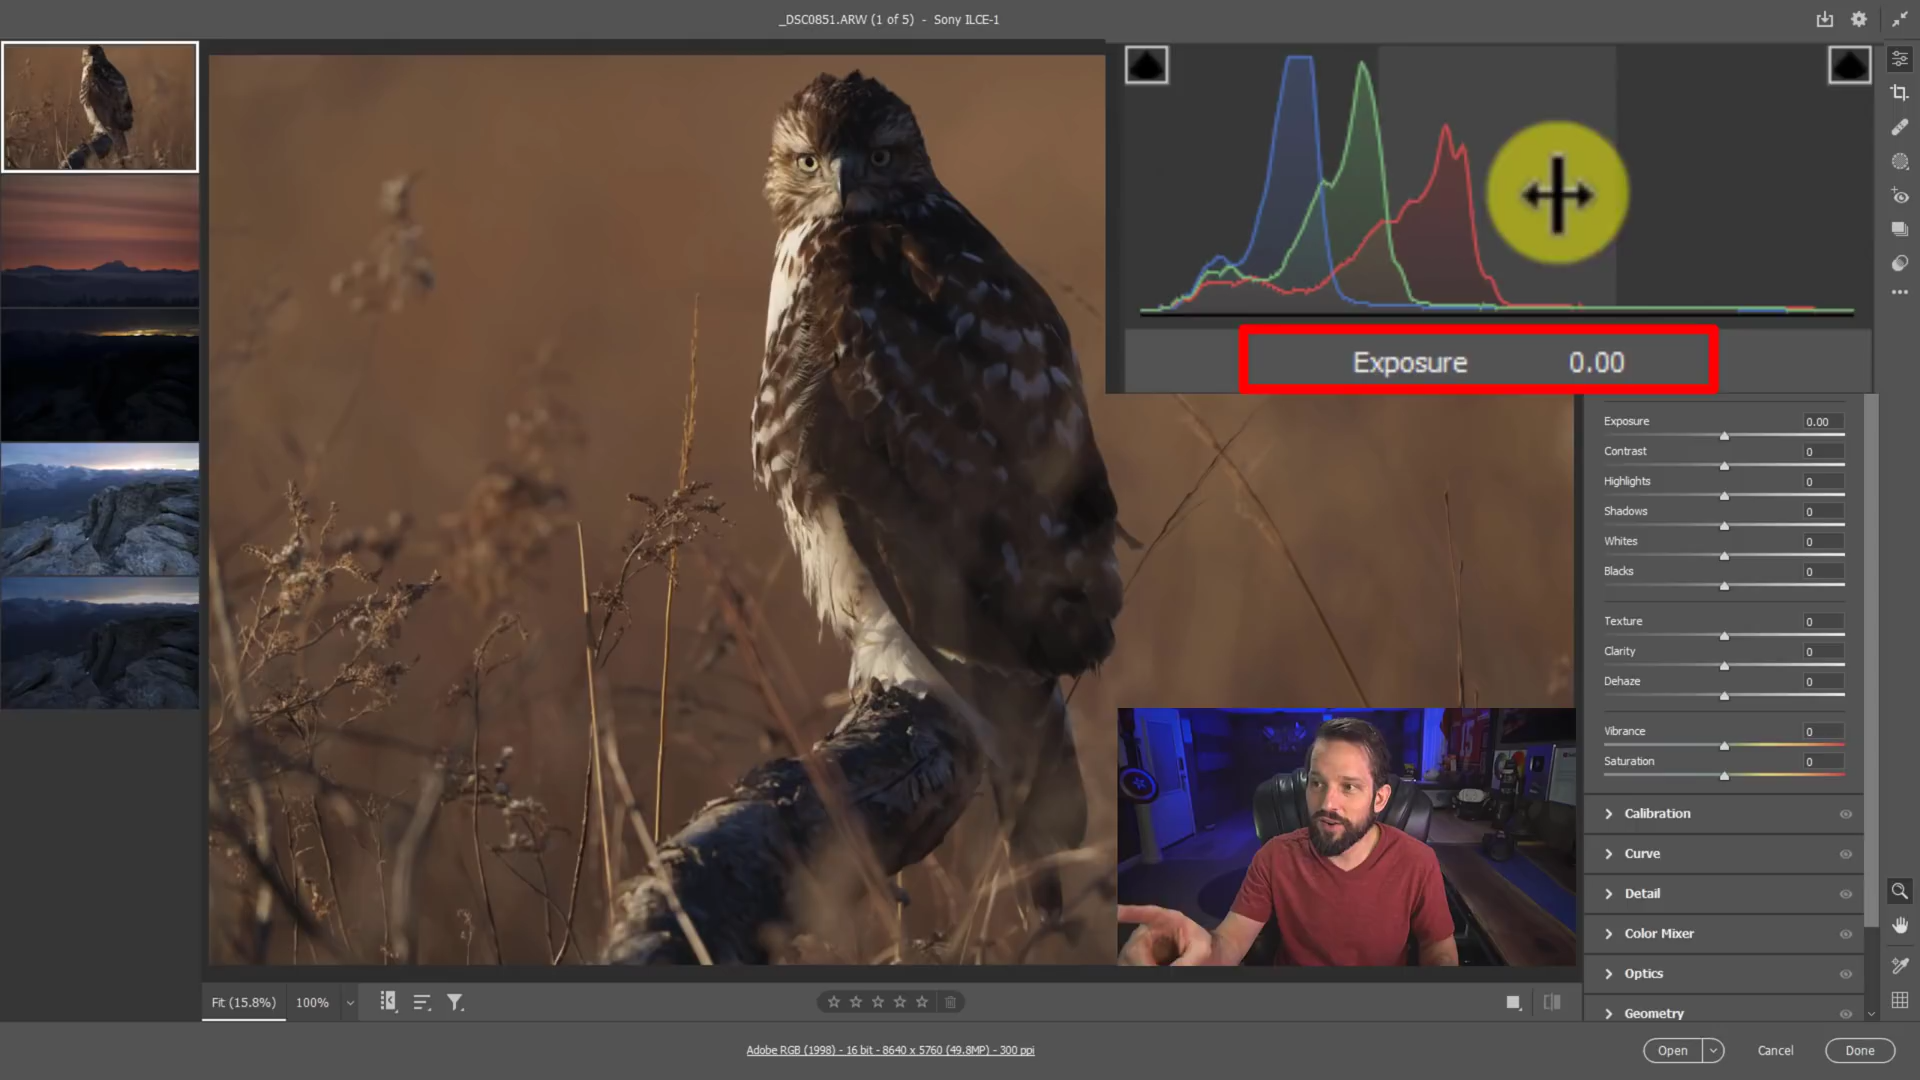 _DSC0851.ARW (1 of 5) - Sony ILCE-1
Exposure 0.00
Exposure 0.00
Contrast 0
Highlights 0
Shadows 0
Whites 0
Blacks 0
Texture 0
Clarity 0
Dehaze 0
Vibrance 0
Saturation 0
Calibration
Curve
Detail
Color Mixer
Optics
Geometry
Fit (15.8%) 100%
Adobe RGB (1998) - 16 bit - 8640 x 5760 (49.8MP) - 300 ppi
Open Cancel Done